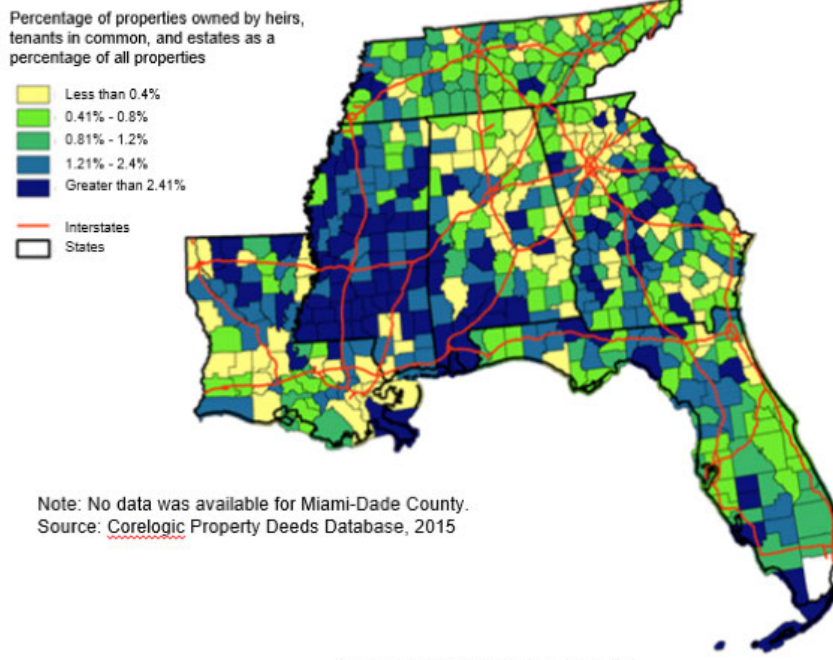 Percentage of properties owned by heirs,
tenants in common, and estates as a
percentage of all properties
Less than 0.4%
0.41% - 0.8%
0.81% - 1.2%
1.21% - 2.4%
Greater than 2.41%
Interstates
States
Note: No data was available for Miami-Dade County.
Source: Corelogic Property Deeds Database, 2015